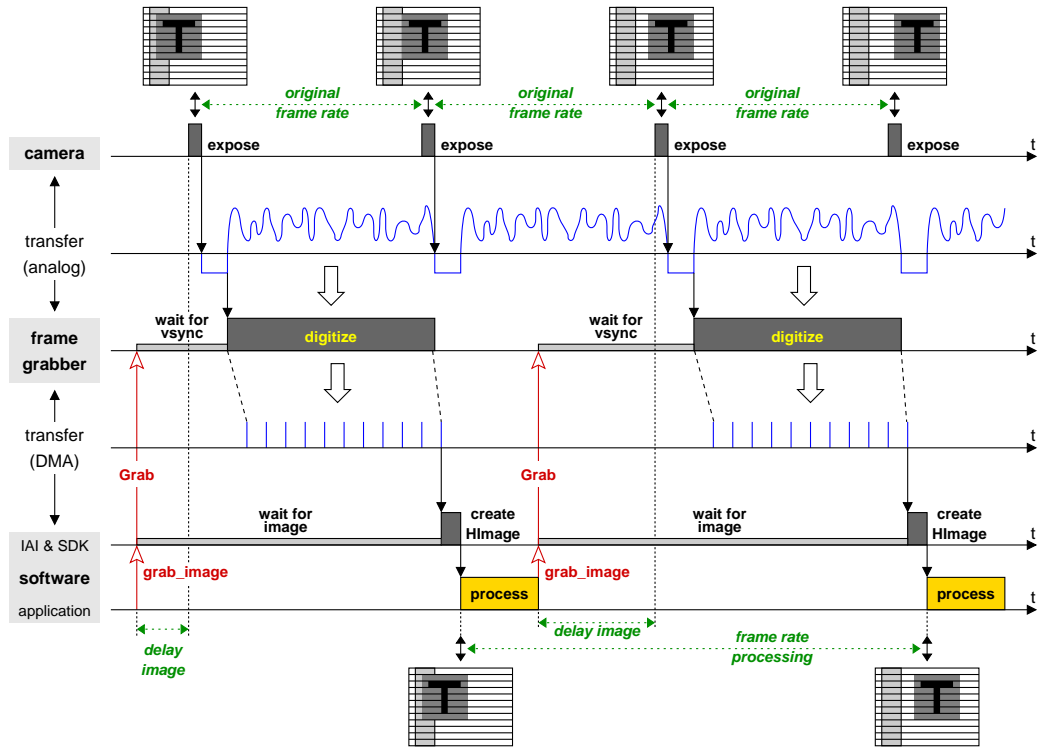 T T T T
original original original
frame rate frame rate frame rate
expose expose expose expose
camera t
transfer
(analog) t
wait for wait for
vsync vsync
frame digitize digitize
grabber t
transfer
(DMA) t
Grab Grab
wait for create wait for create
image HImage image HImage
IAI & SDK t
grab_image grab_image
software process process
application t
delay image frame rate
delay processing
image
T T